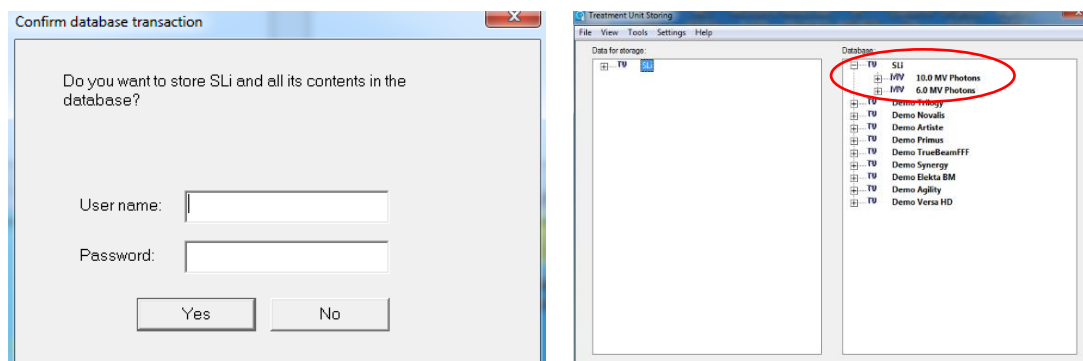 Confirm database transaction
X
Do you want to store SLi and all its contents in the
database?
User name:
Password:
Yes
No
Treatment Unit Storing
File View Tools Settings Help
Data for storage:
TU SLi
Database:
TU SLi
MV 10.0 MV Photons
MV 6.0 MV Photons
TU Demo Trilogy
TU Demo Novalis
TU Demo Artiste
TU Demo Primus
TU Demo TrueBeamFFF
TU Demo Synergy
TU Demo Elekta BM
TU Demo Agility
TU Demo Versa HD